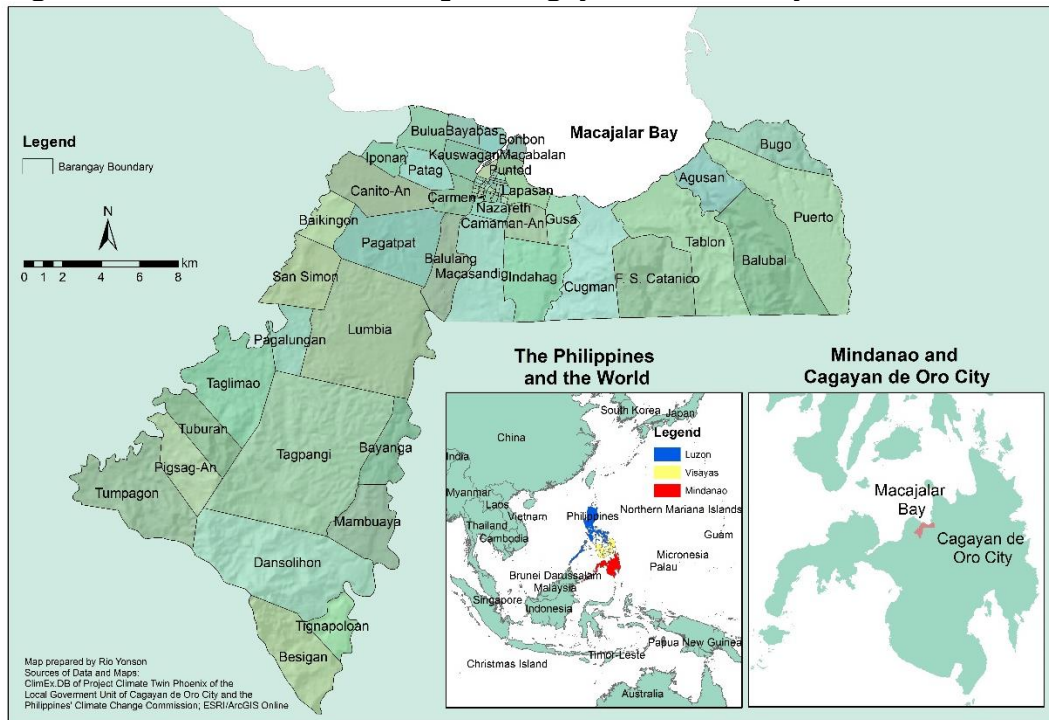 Macajalar Bay
Legend
Barangay Boundary
N
0 1 2 4 6 8
km
Bulua
Bayabas
Bonbon
Bugo
Iponan
Kauswagan
Macabalan
Patag
Puntod
Agusan
Canito-An
Carmen
Lapasan
Puerto
Baikingon
Nazareth
Gusa
Camaman-An
Pagatpat
Tablon
Balulang
Balubal
San Simon
Macasandig
Indahag
F. S. Catanico
Cugman
Lumbia
Pagalungan
Taglimao
Tuburan
Bayanga
Tagpangi
Pigsag-An
Tumpagon
Mambuaya
Dansolihon
Tignapoloan
Besigan
The Philippines
and the World
South Korea
Japan
China
Legend
Luzon
Visayas
Mindanao
India
Myanmar
Laos
Vietnam
Thailand
Cambodia
Philippines
Northern Mariana Islands
Guam
Micronesia
Palau
Brunei Darussalam
Malaysia
Singapore
Indonesia
Papua New Guinea
Timor-Leste
Christmas Island
Australia
Mindanao and
Cagayan de Oro City
Macajalar
Bay
Cagayan de
Oro City
Map prepared by Rio Yonson
Sources of Data and Maps:
ClimEx.DB of Project Climate Twin Phoenix of the
Local Goverment Unit of Cagayan de Oro City and the
Philippines' Climate Change Commission; ESRI/ArcGIS Online